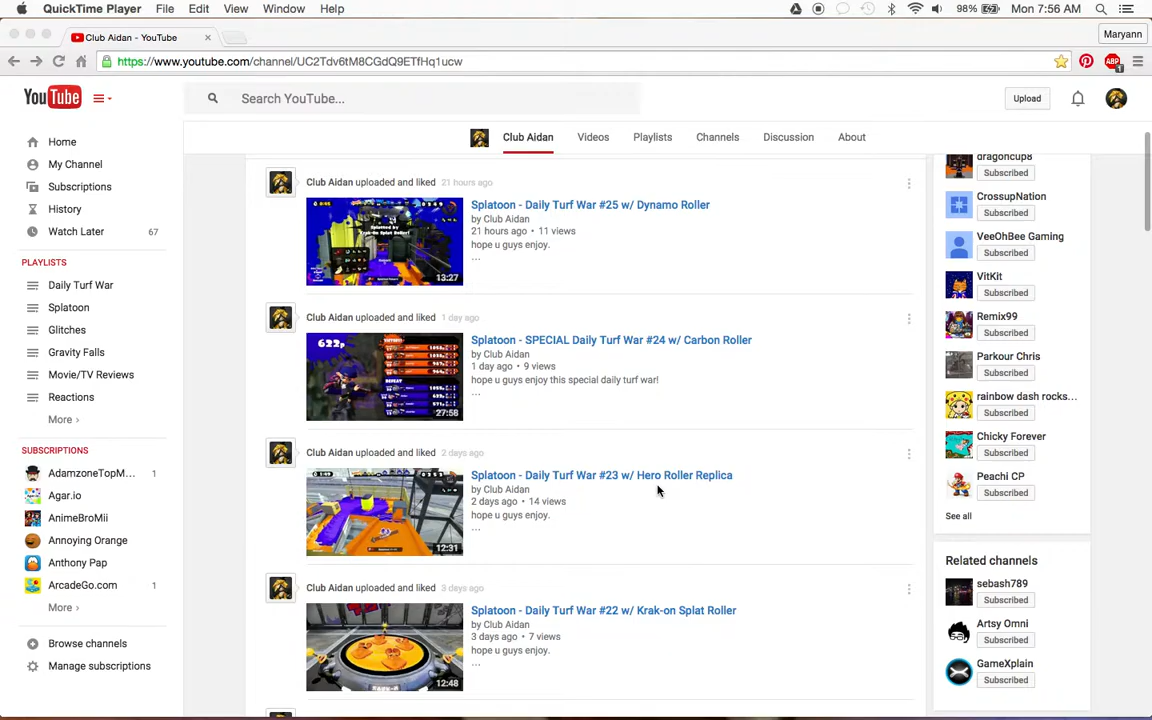 QuickTime Player File Edit View Window Help 98% Mon 7:56 AM
Club Aidan - YouTube
Maryann
https://www.youtube.com/channel/UC2Tdv6tM8CGdQ9ETfHq1ucw
ABP
1
YouTube
Search YouTube...
Upload
Club Aidan Videos Playlists Channels Discussion About
Home
My Channel
Subscriptions
History
Watch Later 67
PLAYLISTS
Daily Turf War
Splatoon
Glitches
Gravity Falls
Movie/TV Reviews
Reactions
More ›
SUBSCRIPTIONS
AdamzoneTopM... 1
Agar.io
AnimeBroMii
Annoying Orange
Anthony Pap
ArcadeGo.com 1
More ›
Browse channels
Manage subscriptions
Club Aidan uploaded and liked 21 hours ago
Splatoon - Daily Turf War #25 w/ Dynamo Roller
by Club Aidan
21 hours ago • 11 views
hope u guys enjoy.
...
13:27
Club Aidan uploaded and liked 1 day ago
Splatoon - SPECIAL Daily Turf War #24 w/ Carbon Roller
by Club Aidan
1 day ago • 9 views
hope u guys enjoy this special daily turf war!
...
622p
27:58
Club Aidan uploaded and liked 2 days ago
Splatoon - Daily Turf War #23 w/ Hero Roller Replica
by Club Aidan
2 days ago • 14 views
hope u guys enjoy.
...
12:31
Club Aidan uploaded and liked 3 days ago
Splatoon - Daily Turf War #22 w/ Krak-on Splat Roller
by Club Aidan
3 days ago • 7 views
hope u guys enjoy.
...
12:48
dragoncup8
Subscribed
CrossupNation
Subscribed
VeeOhBee Gaming
Subscribed
VitKit
Subscribed
Remix99
Subscribed
Parkour Chris
Subscribed
rainbow dash rocks...
Subscribed
Chicky Forever
Subscribed
Peachi CP
Subscribed
See all
Related channels
sebash789
Subscribed
Artsy Omni
Subscribed
GameXplain
Subscribed